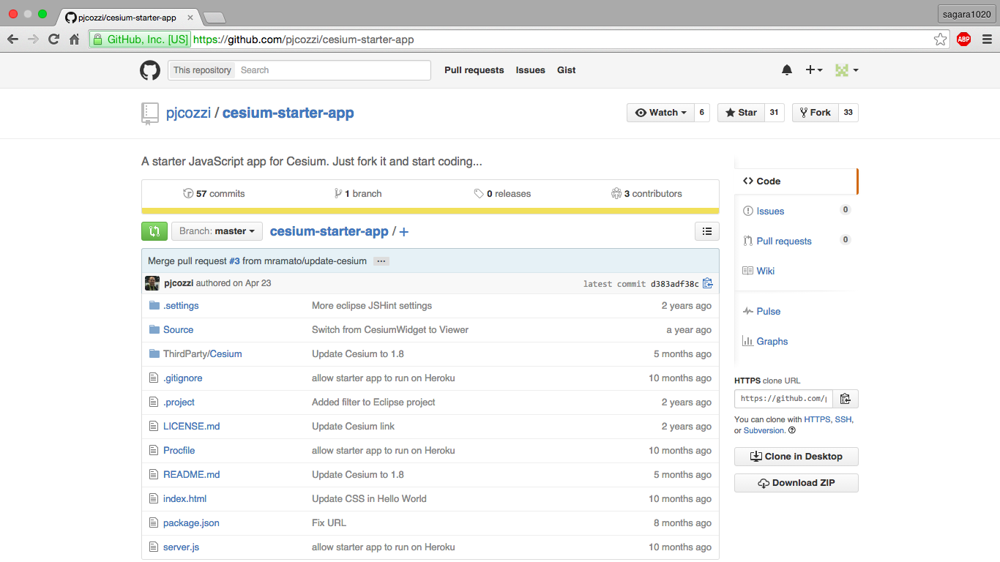 pjcozzi/cesium-starter-app
sagara1020
GitHub, Inc. [US] https://github.com/pjcozzi/cesium-starter-app
ABP
This repository Search Pull requests Issues Gist
pjcozzi / cesium-starter-app
Watch 6 Star 31 Fork 33
A starter JavaScript app for Cesium. Just fork it and start coding...
57 commits 1 branch 0 releases 3 contributors
Branch: master cesium-starter-app / +
Merge pull request #3 from mramato/update-cesium ...
pjcozzi authored on Apr 23 latest commit d383adf38c
.settings More eclipse JSHint settings 2 years ago
Source Switch from CesiumWidget to Viewer a year ago
ThirdParty/Cesium Update Cesium to 1.8 5 months ago
.gitignore allow starter app to run on Heroku 10 months ago
.project Added filter to Eclipse project 2 years ago
LICENSE.md Update Cesium link 2 years ago
Procfile allow starter app to run on Heroku 10 months ago
README.md Update Cesium to 1.8 5 months ago
index.html Update CSS in Hello World 10 months ago
package.json Fix URL 8 months ago
server.js allow starter app to run on Heroku 10 months ago
Code
Issues 0
Pull requests 0
Wiki
Pulse
Graphs
HTTPS clone URL
https://github.com/p
You can clone with HTTPS, SSH,
or Subversion.
Clone in Desktop
Download ZIP